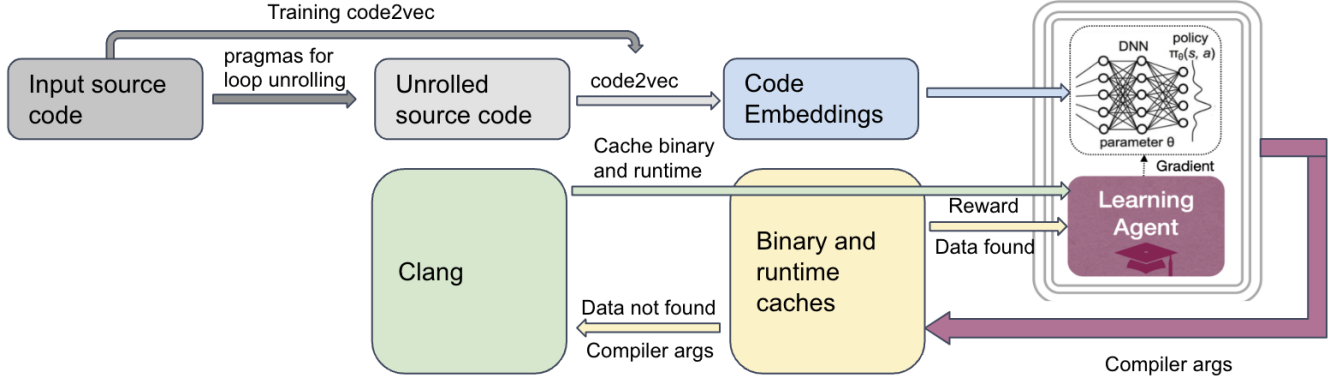 Training code2vec
Input source
code
pragmas for
loop unrolling
Unrolled
source code
code2vec
Code
Embeddings
DNN
policy
πθ(s, a)
parameter θ
Gradient
Learning
Agent
Cache binary
and runtime
Clang
Binary and
runtime
caches
Reward
Data found
Data not found
Compiler args
Compiler args